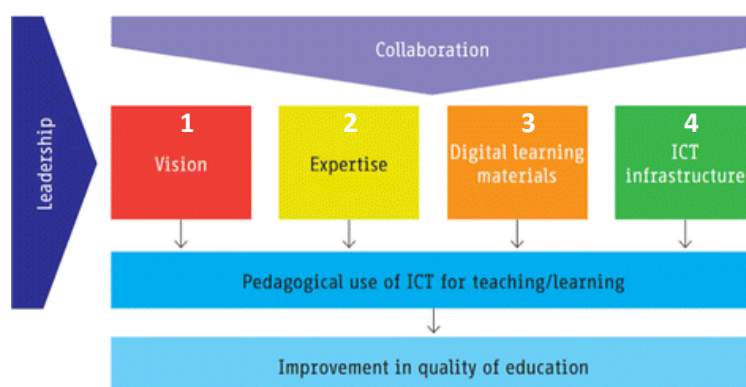 Leadership
Collaboration
1
Vision
2
Expertise
3
Digital learning
materials
4
ICT
infrastructure
Pedagogical use of ICT for teaching/learning
Improvement in quality of education